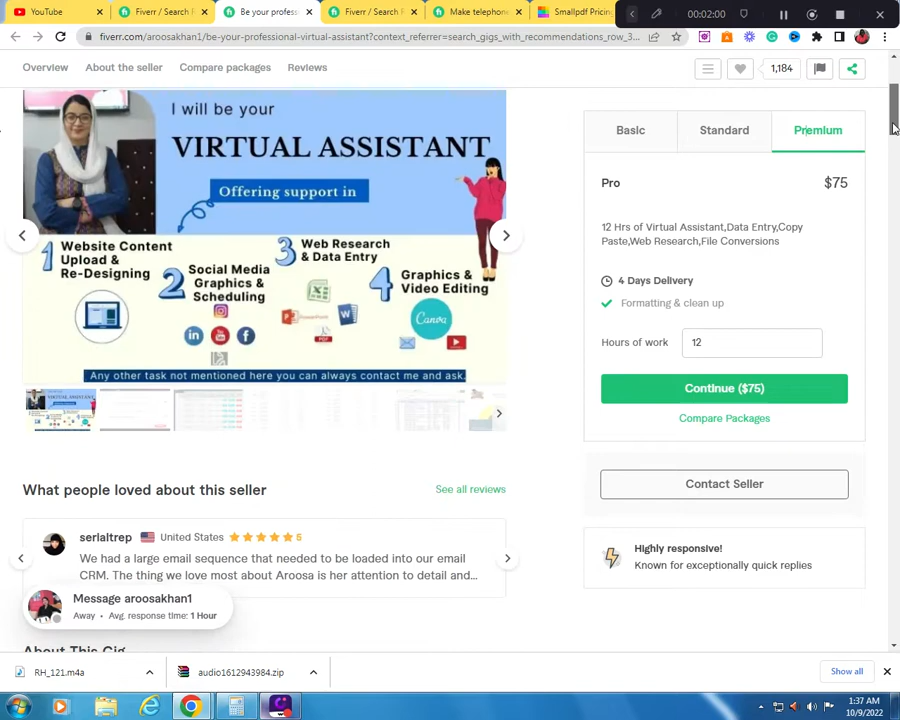 YouTube
Fiverr / Search F
Be your profess
Fiverr / Search F
Make telephone
Smallpdf Pricing
00:02:00
fiverr.com/aroosakhan1/be-your-professional-virtual-assistant?context_referrer=search_gigs_with_recommendations_row_3...
Overview
About the seller
Compare packages
Reviews
1,184
I will be your
VIRTUAL ASSISTANT
Offering support in
1 Website Content
Upload &
Re-Designing
2 Social Media
Graphics &
Scheduling
3 Web Research
& Data Entry
4 Graphics &
Video Editing
Canva
PDF
Any other task not mentioned here you can always contact me and ask.
Basic
Standard
Premium
Pro
$75
12 Hrs of Virtual Assistant,Data Entry,Copy
Paste,Web Research,File Conversions
4 Days Delivery
Formatting & clean up
Hours of work
12
Continue ($75)
Compare Packages
Contact Seller
Highly responsive!
Known for exceptionally quick replies
What people loved about this seller
See all reviews
serialtrep
United States
5
We had a large email sequence that needed to be loaded into our email
CRM. The thing we love most about Aroosa is her attention to detail and...
Message aroosakhan1
Away • Avg. response time: 1 Hour
About This Gig
RH_121.m4a
audio1612943984.zip
Show all
1:37 AM
10/9/2022